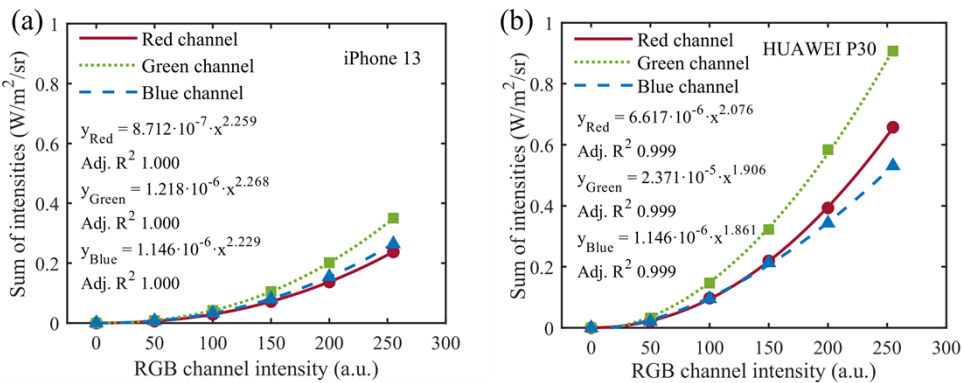 (a)
Red channel
Green channel
Blue channel
iPhone 13
y_Red = 8.712·10^-7·x^2.259
Adj. R^2 1.000
y_Green = 1.218·10^-6·x^2.268
Adj. R^2 1.000
y_Blue = 1.146·10^-6·x^2.229
Adj. R^2 1.000
Sum of intensities (W/m^2/sr)
1
0.8
0.6
0.4
0.2
0
0 50 100 150 200 250
RGB channel intensity (a.u.)
(b)
Red channel
Green channel
Blue channel
HUAWEI P30
y_Red = 6.617·10^-6·x^2.076
Adj. R^2 0.999
y_Green = 2.371·10^-5·x^1.906
Adj. R^2 0.999
y_Blue = 1.146·10^-6·x^1.861
Adj. R^2 0.999
Sum of intensities (W/m^2/sr)
1
0.8
0.6
0.4
0.2
0
0 50 100 150 200 250
RGB channel intensity (a.u.)